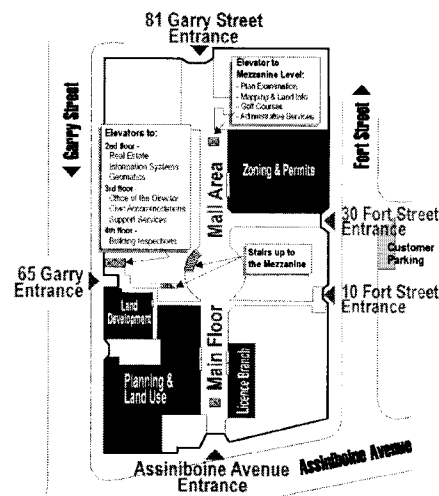 81 Garry Street
Entrance
Garry Street
Elevator to
Mezzanine Level:
- Plan Examination
- Mapping & Land Info
- Golf Courses
- Administrative Services
Fort Street
Elevators to:
2nd floor -
Real Estate
Information Systems
Geomatics
3rd floor -
Office of the Director
Civic Accommodations
Support Services
4th floor -
Building Inspections
Mall Area
Zoning & Permits
30 Fort Street
Entrance
Customer
Parking
Stairs up to
the Mezzanine
65 Garry
Entrance
10 Fort Street
Entrance
Land
Development
Main Floor
Planning &
Land Use
Licence Branch
Assiniboine Avenue
Entrance
Assiniboine Avenue